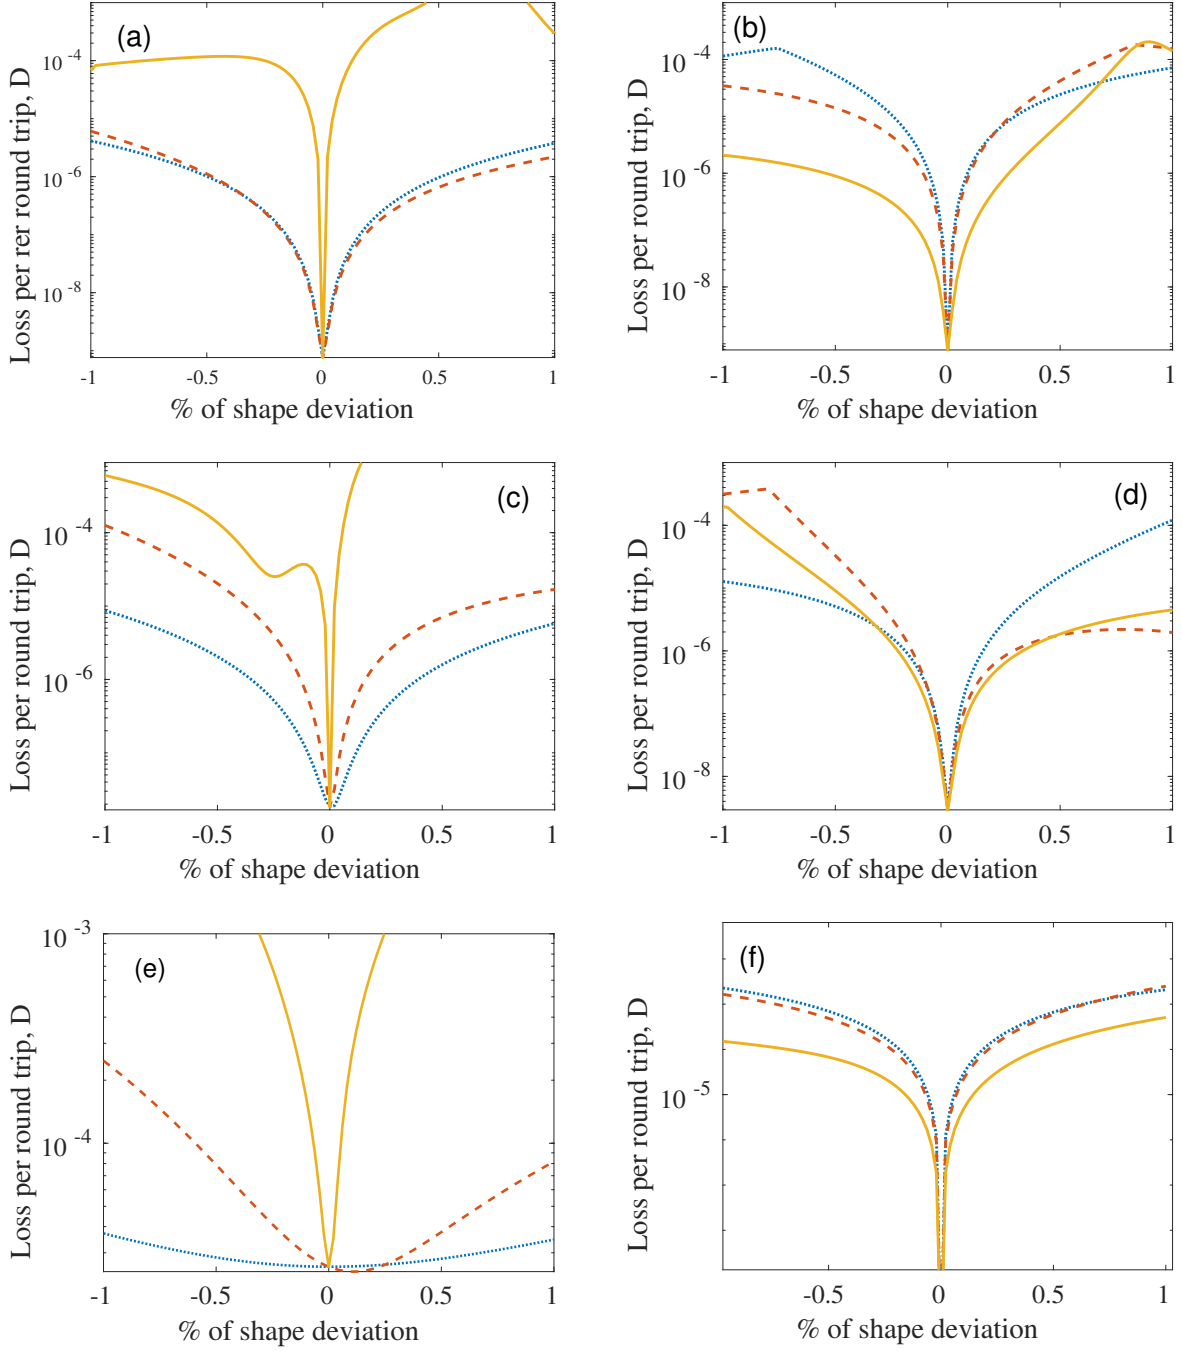 (a)
Loss per rer round trip, D
10^-4
10^-6
10^-8
-1 -0.5 0 0.5 1
% of shape deviation
(b)
Loss per round trip, D
10^-4
10^-6
10^-8
-1 -0.5 0 0.5 1
% of shape deviation
(c)
Loss per round trip, D
10^-4
10^-6
-1 -0.5 0 0.5 1
% of shape deviation
(d)
Loss per round trip, D
10^-4
10^-6
10^-8
-1 -0.5 0 0.5 1
% of shape deviation
(e)
Loss per round trip, D
10^-3
10^-4
-1 -0.5 0 0.5 1
% of shape deviation
(f)
Loss per round trip, D
10^-5
-0.5 0 0.5 1
% of shape deviation